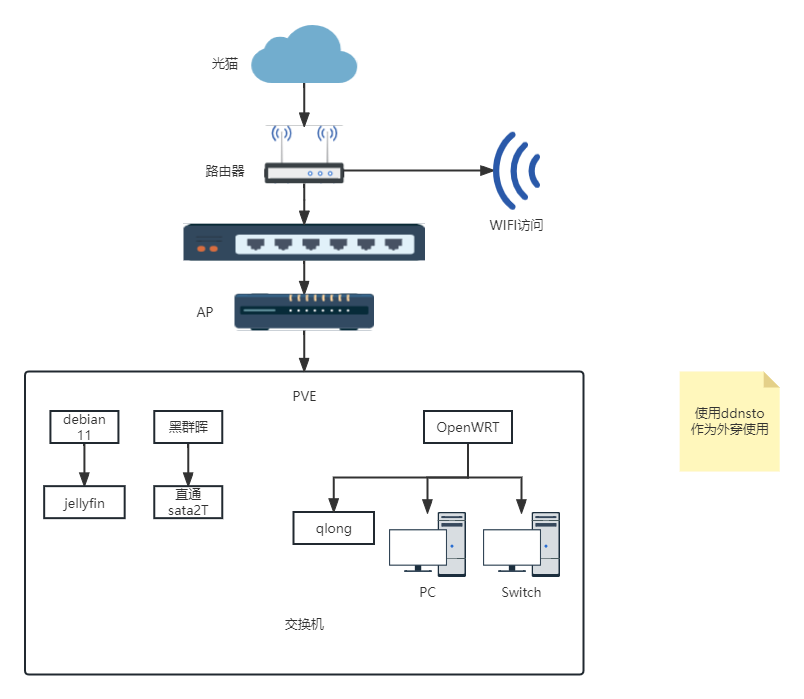 光猫
路由器
WIFI访问
AP
PVE
debian
11
黑群晖
OpenWRT
使用ddnsto
作为外穿使用
jellyfin
直通
sata2T
qlong
PC
Switch
交换机